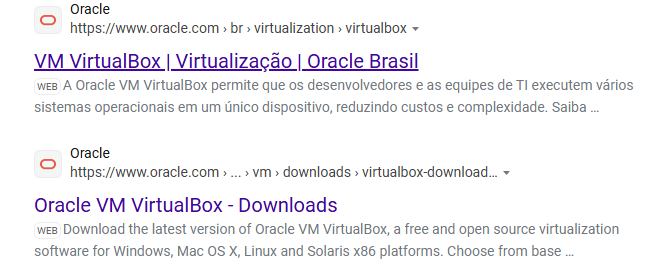 Oracle
https://www.oracle.com › br › virtualization › virtualbox
VM VirtualBox | Virtualização | Oracle Brasil
WEB A Oracle VM VirtualBox permite que os desenvolvedores e as equipes de TI executem vários
sistemas operacionais em um único dispositivo, reduzindo custos e complexidade. Saiba ...
Oracle
https://www.oracle.com › ... › vm › downloads › virtualbox-download...
Oracle VM VirtualBox - Downloads
WEB Download the latest version of Oracle VM VirtualBox, a free and open source virtualization
software for Windows, Mac OS X, Linux and Solaris x86 platforms. Choose from base ...